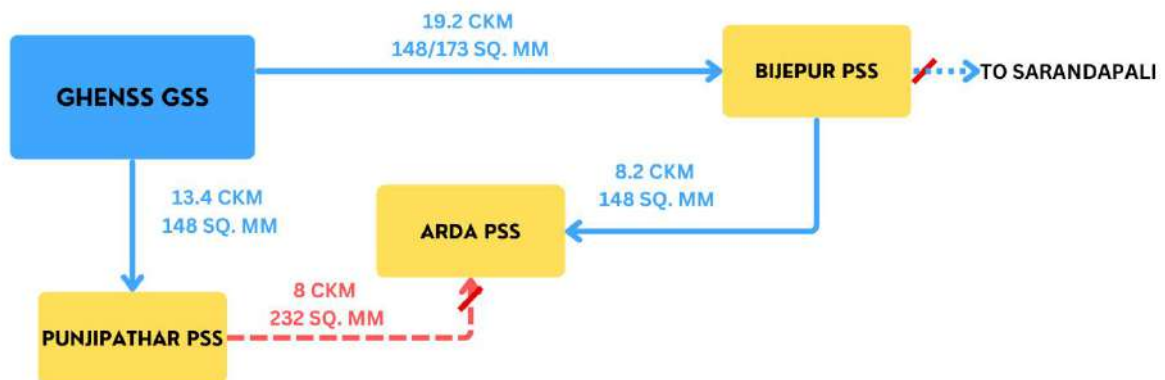 19.2 CKM
148/173 SQ. MM
GHENSS GSS
BIJEPUR PSS
TO SARANDAPALI
13.4 CKM
148 SQ. MM
8.2 CKM
148 SQ. MM
ARDA PSS
8 CKM
232 SQ. MM
PUNJIPATHAR PSS